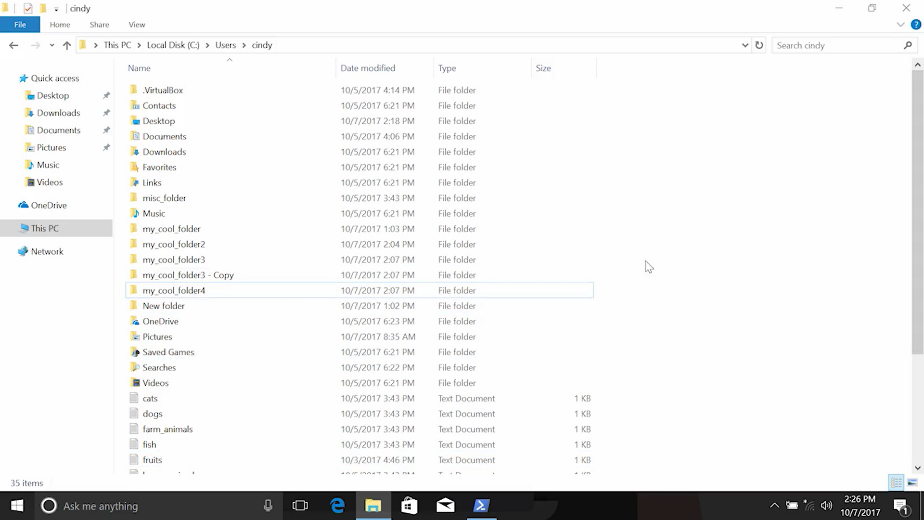 cindy
File Home Share View
This PC Local Disk (C:) Users cindy Search cindy
Name Date modified Type Size
Quick access
Desktop
Downloads
Documents
Pictures
Music
Videos
OneDrive
This PC
Network
.VirtualBox 10/5/2017 4:14 PM File folder
Contacts 10/5/2017 6:21 PM File folder
Desktop 10/7/2017 2:18 PM File folder
Documents 10/5/2017 4:06 PM File folder
Downloads 10/5/2017 6:21 PM File folder
Favorites 10/5/2017 6:21 PM File folder
Links 10/5/2017 6:21 PM File folder
misc_folder 10/5/2017 3:43 PM File folder
Music 10/5/2017 6:21 PM File folder
my_cool_folder 10/7/2017 1:03 PM File folder
my_cool_folder2 10/7/2017 2:04 PM File folder
my_cool_folder3 10/7/2017 2:07 PM File folder
my_cool_folder3 - Copy 10/7/2017 2:07 PM File folder
my_cool_folder4 10/7/2017 2:07 PM File folder
New folder 10/7/2017 1:02 PM File folder
OneDrive 10/5/2017 6:23 PM File folder
Pictures 10/7/2017 8:35 AM File folder
Saved Games 10/5/2017 6:21 PM File folder
Searches 10/5/2017 6:22 PM File folder
Videos 10/5/2017 6:21 PM File folder
cats 10/5/2017 3:43 PM Text Document 1 KB
dogs 10/5/2017 3:43 PM Text Document 1 KB
farm_animals 10/5/2017 3:43 PM Text Document 1 KB
fish 10/5/2017 3:43 PM Text Document 1 KB
fruits 10/3/2017 4:46 PM Text Document 1 KB
35 items
Ask me anything
2:26 PM
10/7/2017
1